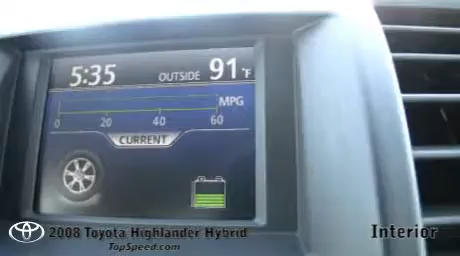 5:35 OUTSIDE 91°F
MPG
0 20 40 60
CURRENT
2008 Toyota Highlander Hybrid Interior
TopSpeed.com